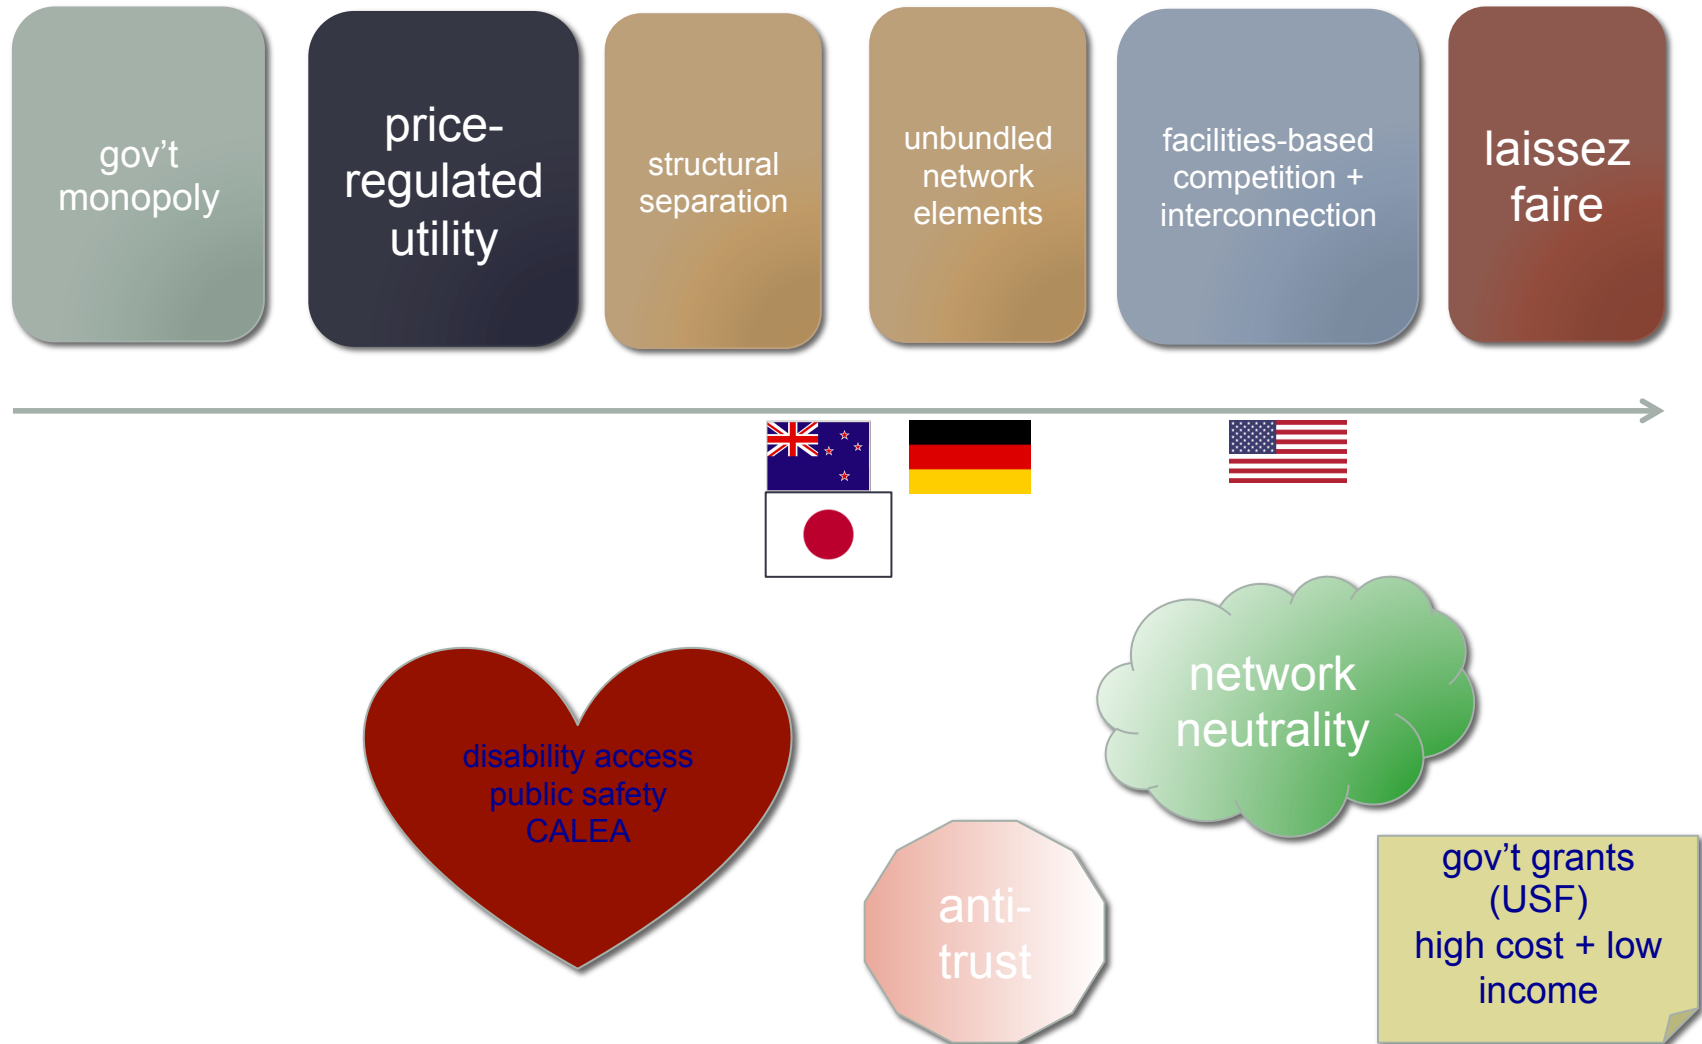 gov’t
monopoly
price-
regulated
utility
structural
separation
unbundled
network
elements
facilities-based
competition +
interconnection
laissez
faire
network
neutrality
disability access
public safety
CALEA
anti-
trust
gov’t grants
(USF)
high cost + low
income